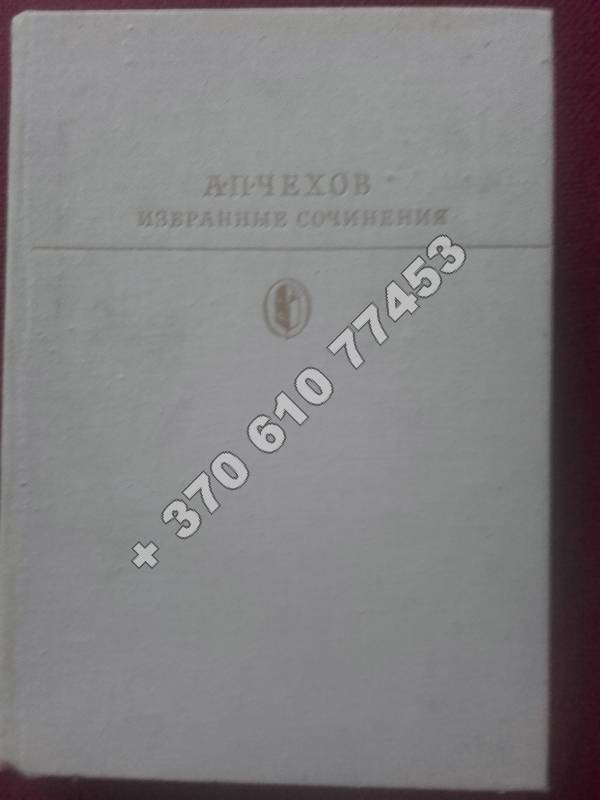 А·П·ЧЕХОВ
ИЗБРАННЫЕ СОЧИНЕНИЯ
+ 370 610 77453